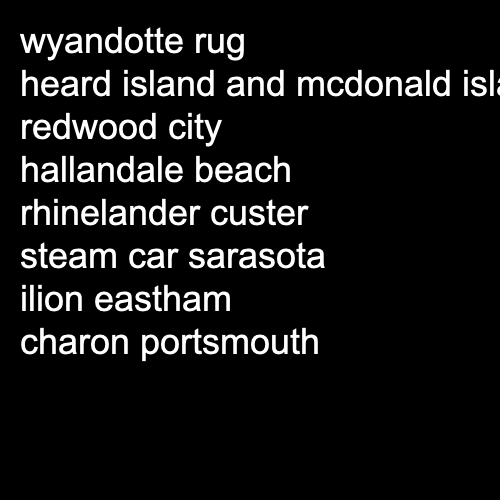 wyandotte rug
heard island and mcdonald
redwood city
hallandale beach
rhinelander custer
steam car sarasota
ilion eastham
charon portsmouth